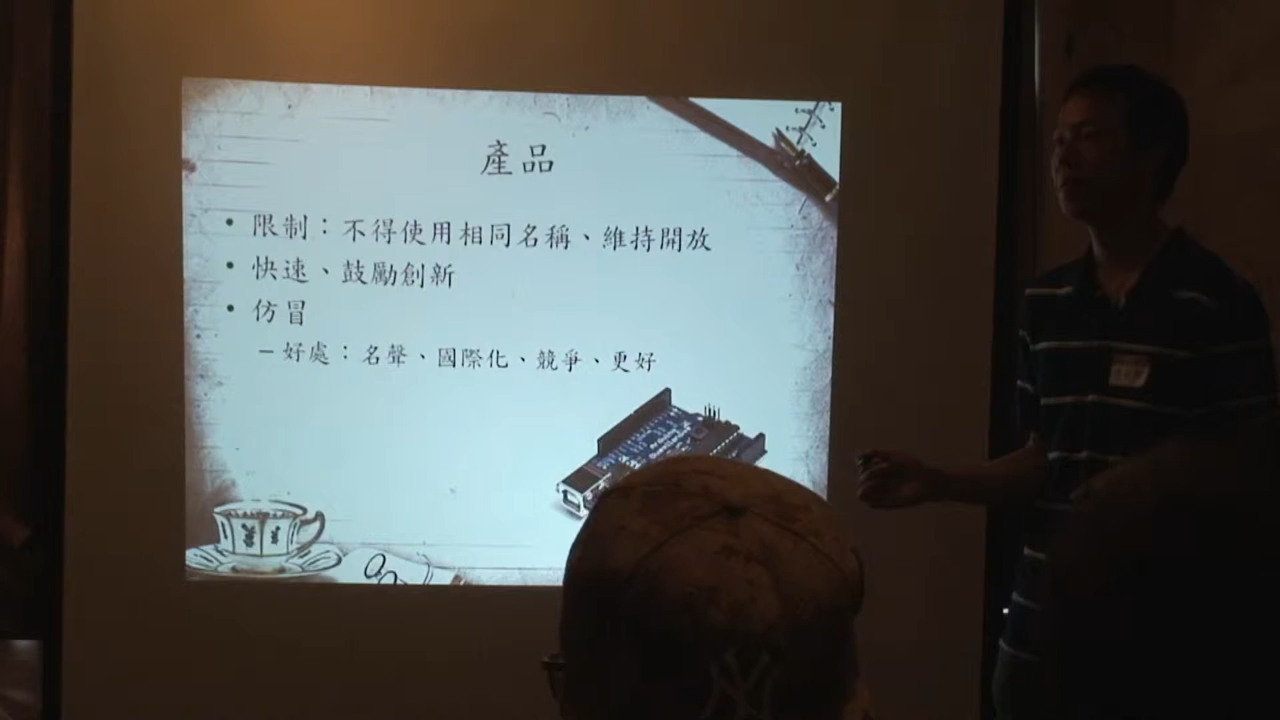 產品
• 限制：不得使用相同名稱、維持開放
• 快速、鼓勵創新
• 仿冒
–好處：名聲、國際化、競爭、更好
NY